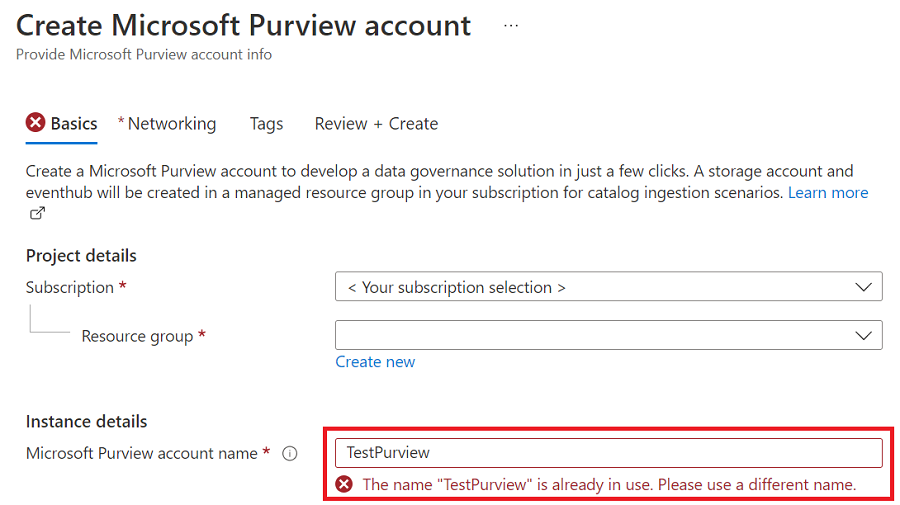 Create Microsoft Purview account ...
Provide Microsoft Purview account info
Basics * Networking Tags Review + Create
Create a Microsoft Purview account to develop a data governance solution in just a few clicks. A storage account and
eventhub will be created in a managed resource group in your subscription for catalog ingestion scenarios. Learn more
Project details
Subscription * < Your subscription selection >
Resource group *
Create new
Instance details
Microsoft Purview account name * TestPurview
The name "TestPurview" is already in use. Please use a different name.